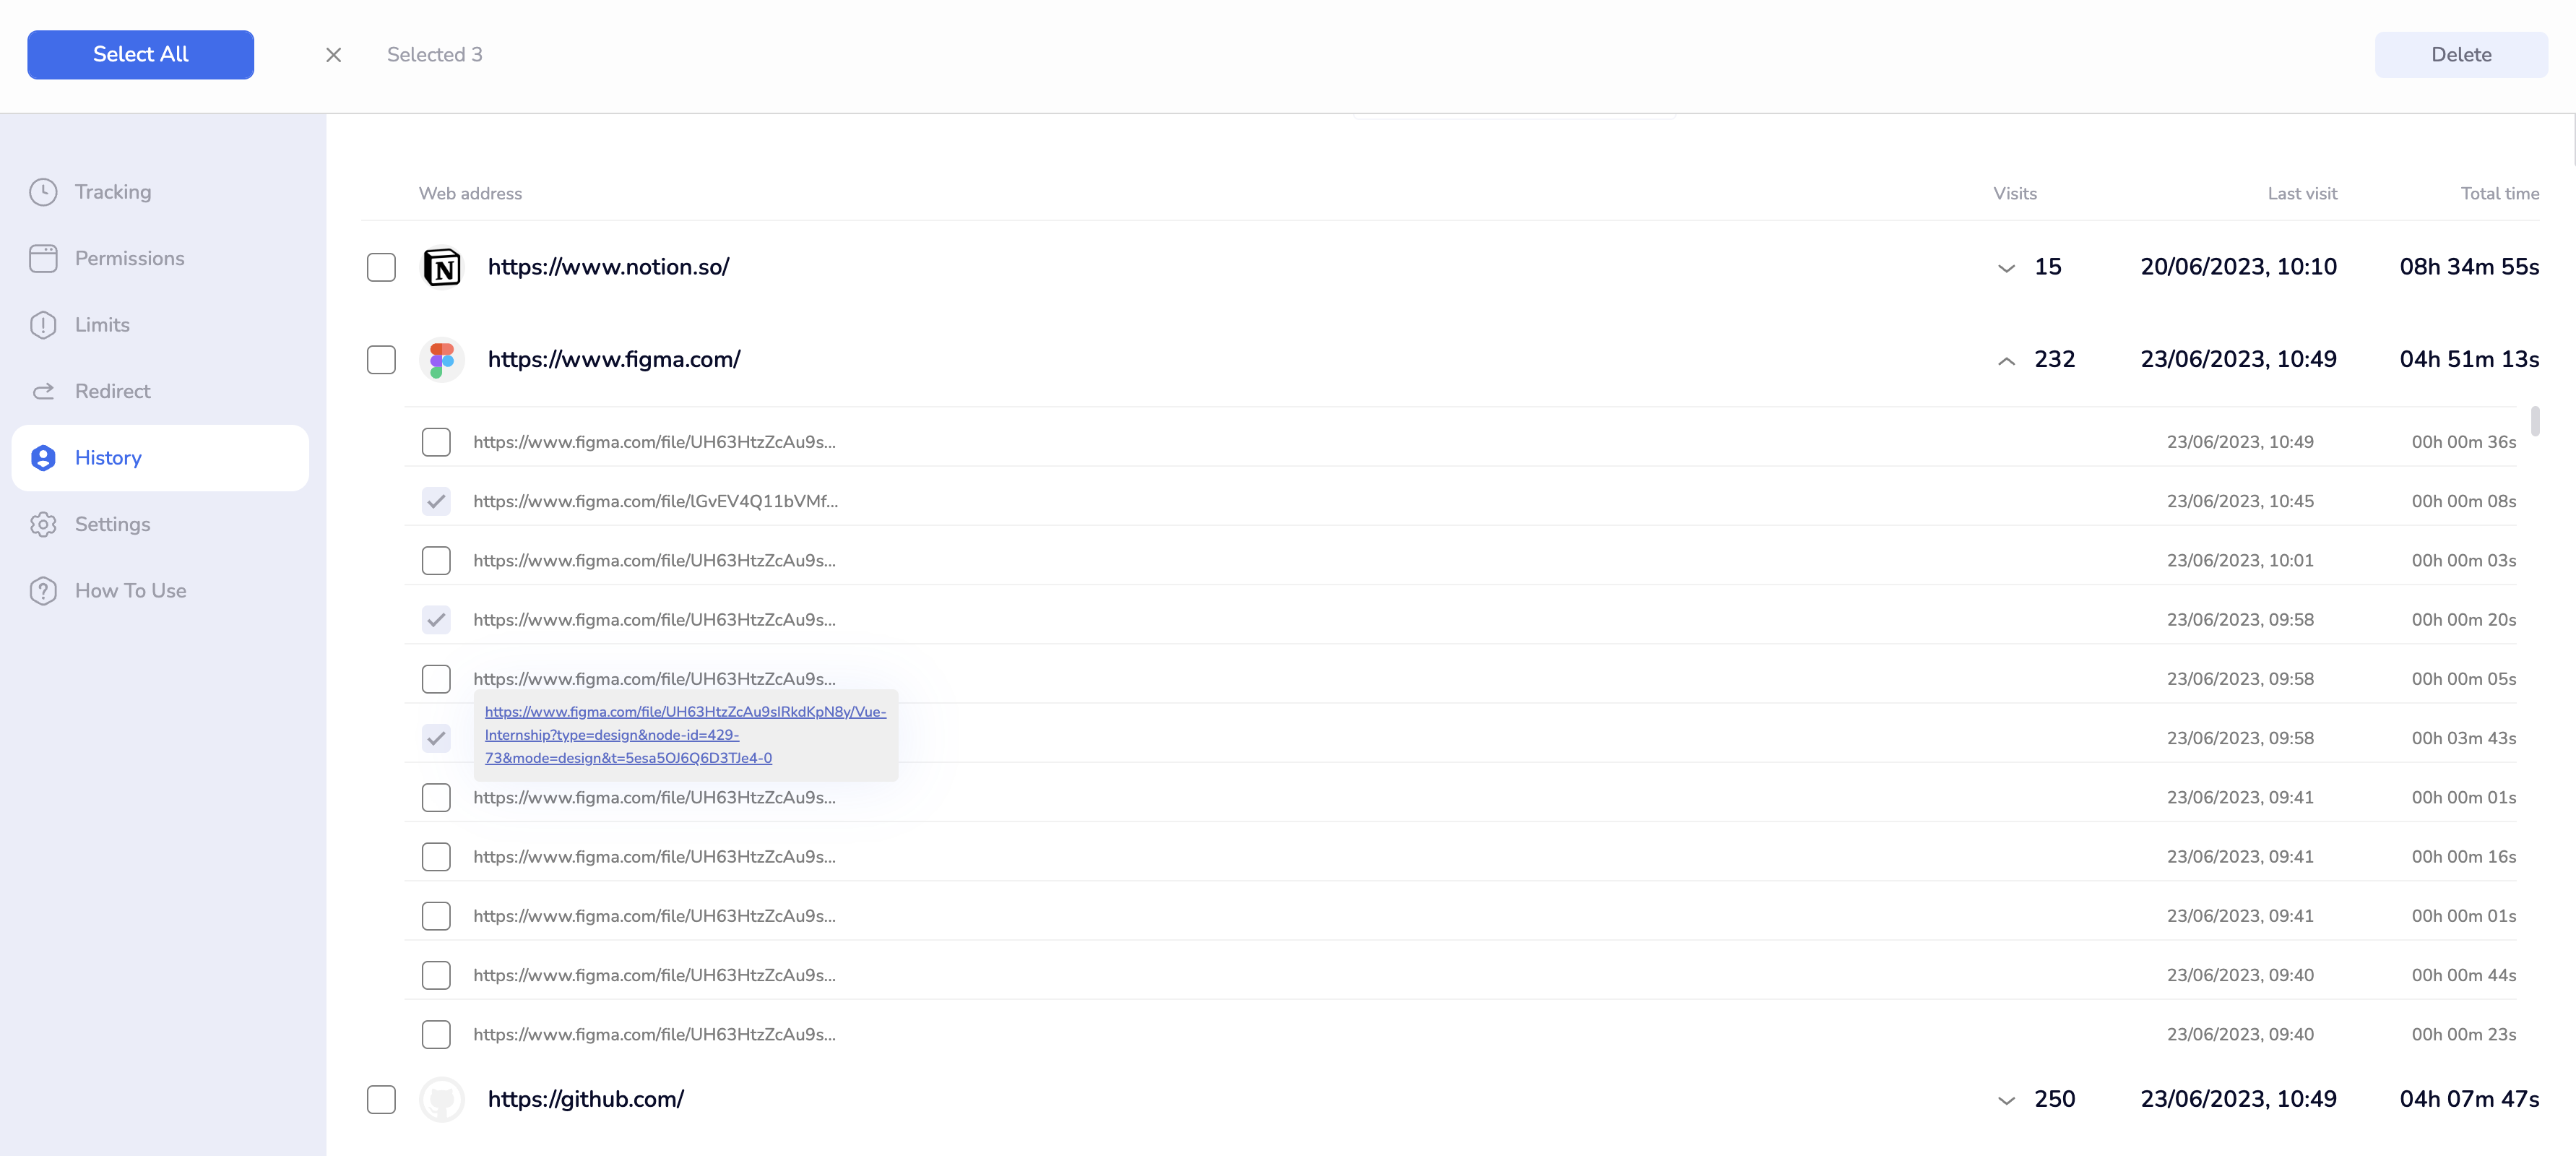 Select All
Selected 3
Delete
Tracking
Permissions
Limits
Redirect
History
Settings
How To Use
Web address Visits Last visit Total time
N https://www.notion.so/ 15 20/06/2023, 10:10 08h 34m 55s
https://www.figma.com/ 232 23/06/2023, 10:49 04h 51m 13s
https://www.figma.com/file/UH63HtzZcAu9s... 23/06/2023, 10:49 00h 00m 36s
https://www.figma.com/file/lGvEV4Q11bVMf... 23/06/2023, 10:45 00h 00m 08s
https://www.figma.com/file/UH63HtzZcAu9s... 23/06/2023, 10:01 00h 00m 03s
https://www.figma.com/file/UH63HtzZcAu9s... 23/06/2023, 09:58 00h 00m 20s
https://www.figma.com/file/UH63HtzZcAu9s... 23/06/2023, 09:58 00h 00m 05s
https://www.figma.com/file/UH63HtzZcAu9sIRkdKpN8y/Vue-
Internship?type=design&node-id=429-
73&mode=design&t=5esa5OJ6Q6D3TJe4-0
23/06/2023, 09:58 00h 03m 43s
https://www.figma.com/file/UH63HtzZcAu9s... 23/06/2023, 09:41 00h 00m 01s
https://www.figma.com/file/UH63HtzZcAu9s... 23/06/2023, 09:41 00h 00m 16s
https://www.figma.com/file/UH63HtzZcAu9s... 23/06/2023, 09:41 00h 00m 01s
https://www.figma.com/file/UH63HtzZcAu9s... 23/06/2023, 09:40 00h 00m 44s
https://www.figma.com/file/UH63HtzZcAu9s... 23/06/2023, 09:40 00h 00m 23s
https://github.com/ 250 23/06/2023, 10:49 04h 07m 47s